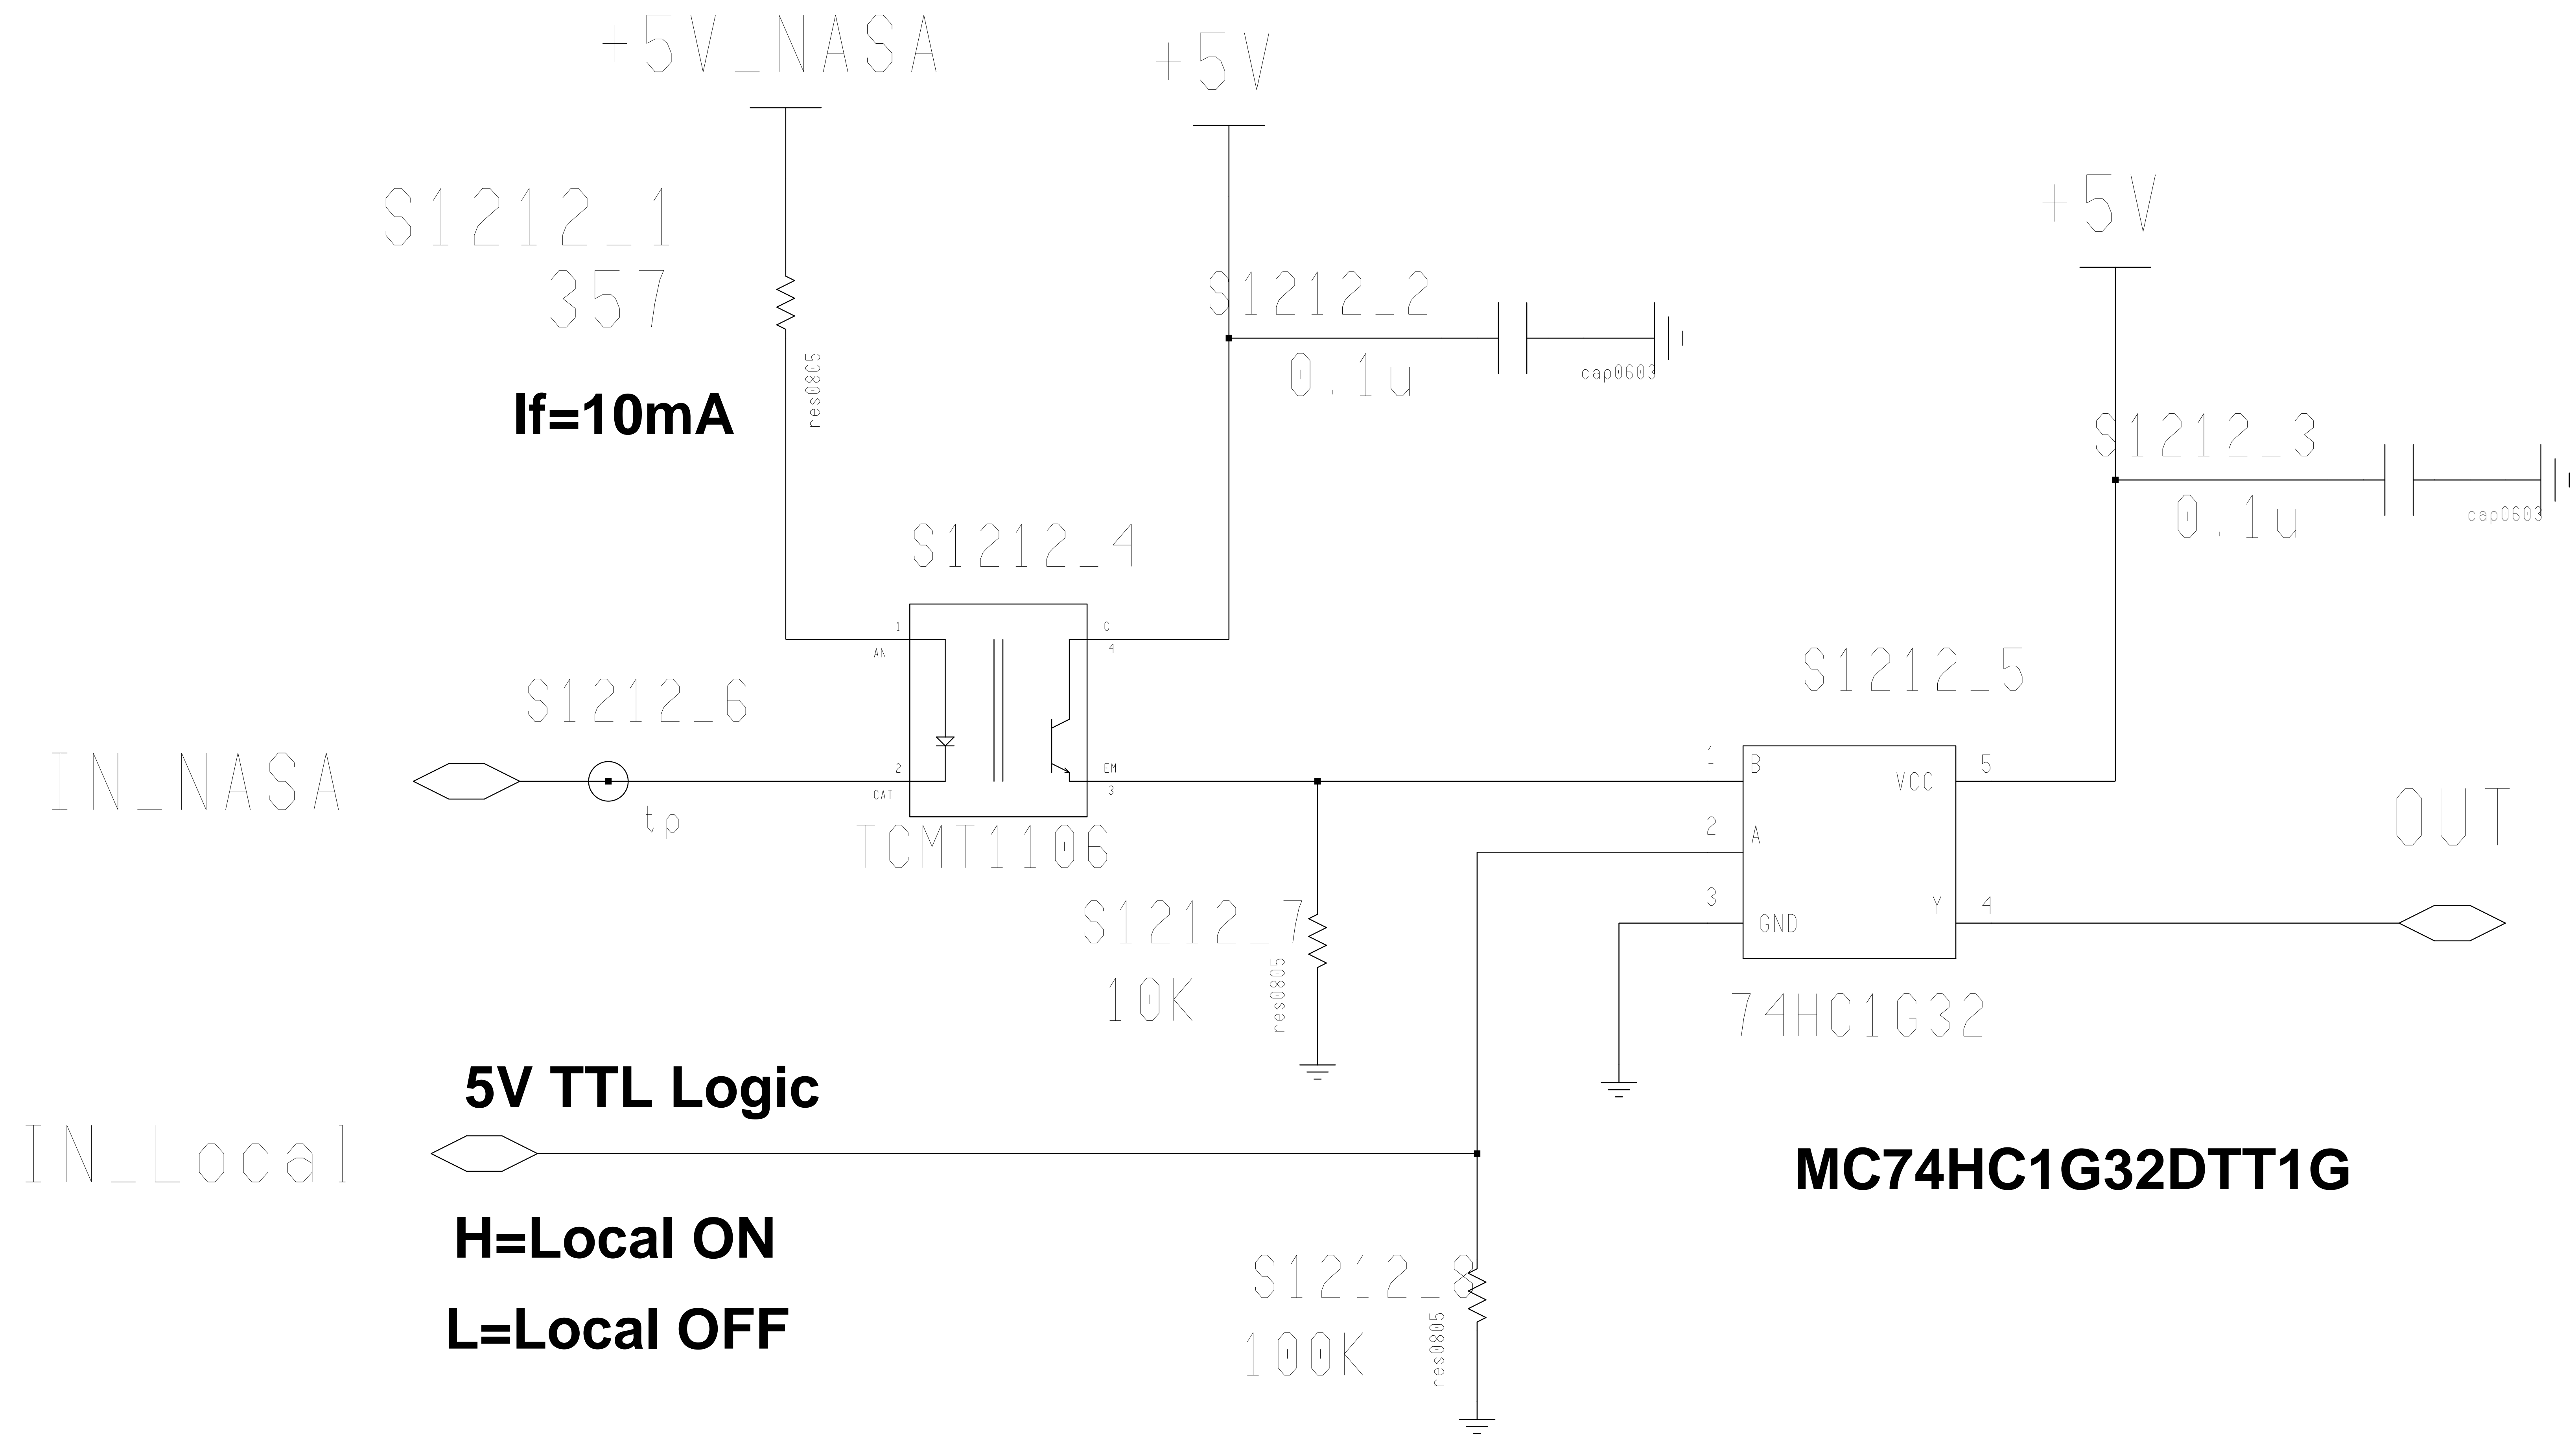 +5V_NASA
+5V
+5V
S1212_1
357
res0805
If=10mA
S1212_2
0.1u
cap0603
S1212_3
0.1u
cap0603
S1212_4
1
AN
C
4
2
CAT
EM
3
TCMT1106
S1212_6
tp
IN_NASA
S1212_5
1
B
VCC
5
2
A
3
GND
Y
4
74HC1G32
OUT
S1212_7
10K
res0805
5V TTL Logic
IN_Local
H=Local ON
L=Local OFF
MC74HC1G32DTT1G
S1212_8
100K
res0805